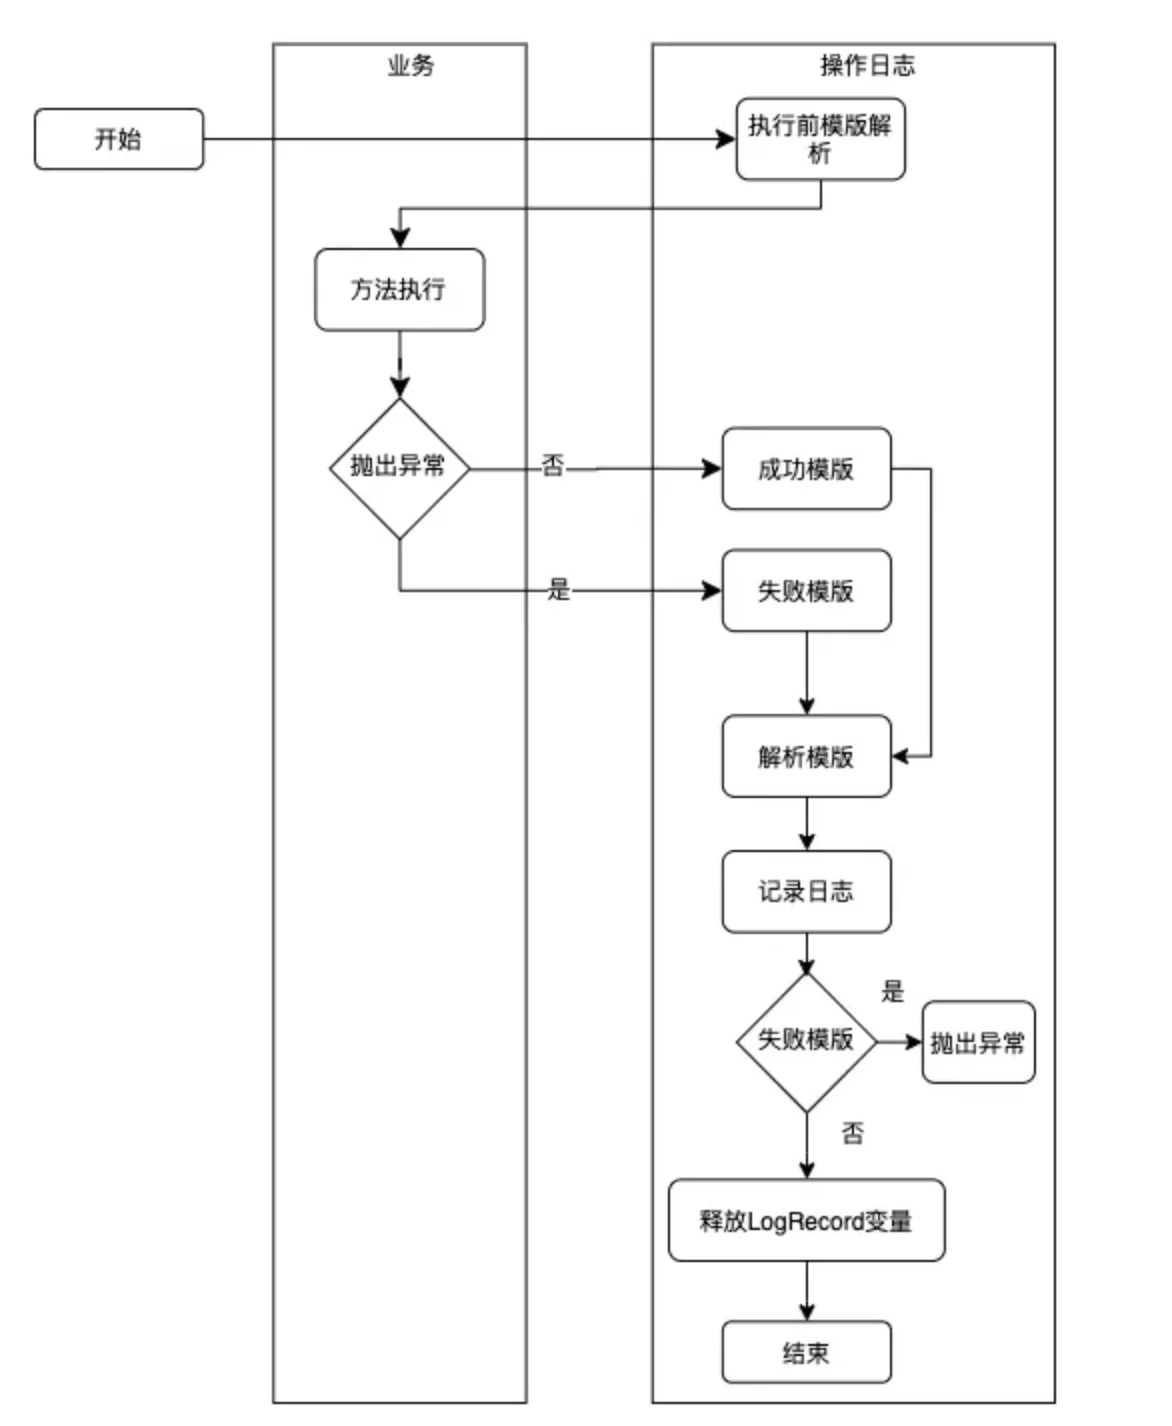 业务
操作日志
开始
执行前模版解
析
方法执行
抛出异常
否
成功模版
是
失败模版
解析模版
记录日志
失败模版
是
抛出异常
否
释放LogRecord变量
结束